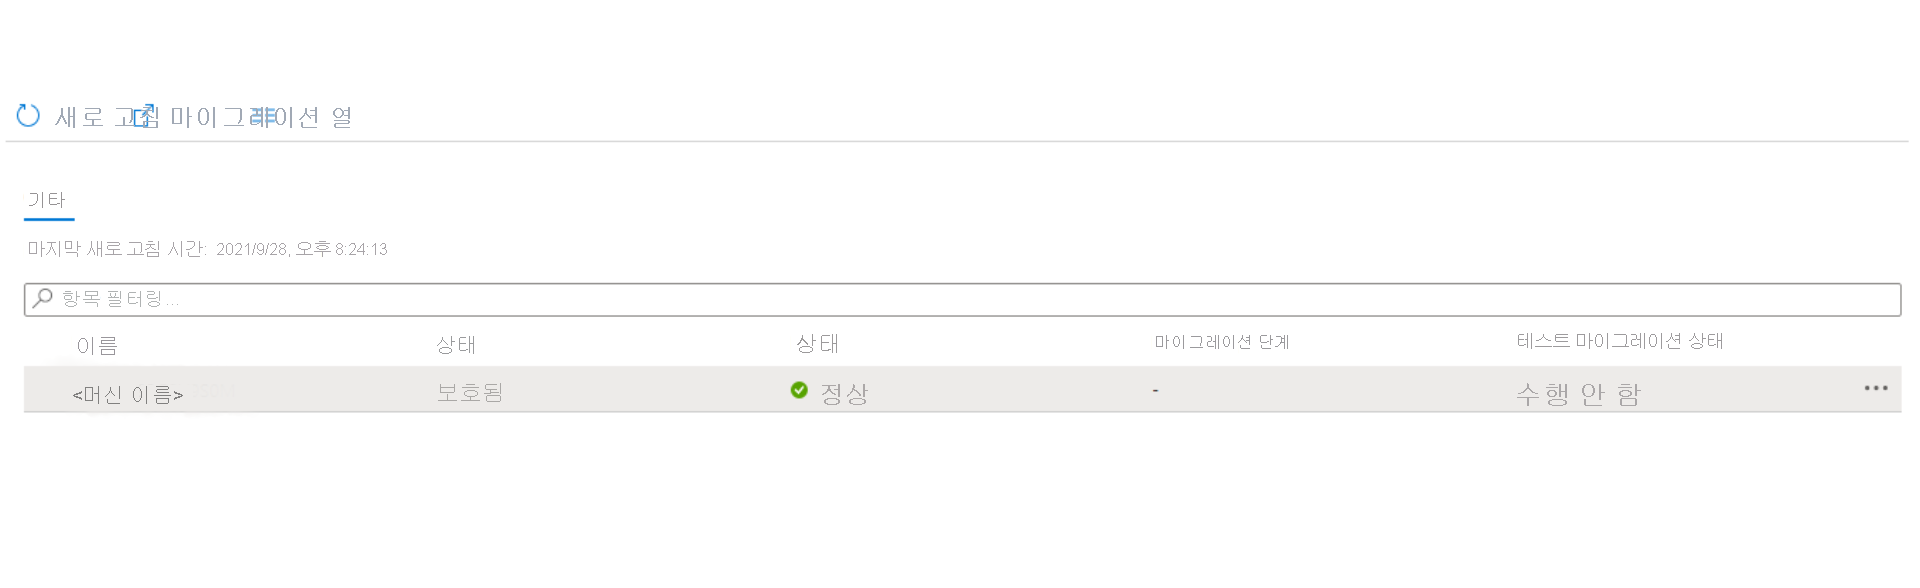 새로 고침 마이그레이션 열
기타
마지막 새로 고침 시간: 2021/9/28, 오후 8:24:13
항목 필터링...
이름 상태 상태 마이그레이션 단계 테스트 마이그레이션 상태
<머신 이름> 보호됨 정상 - 수행 안 함